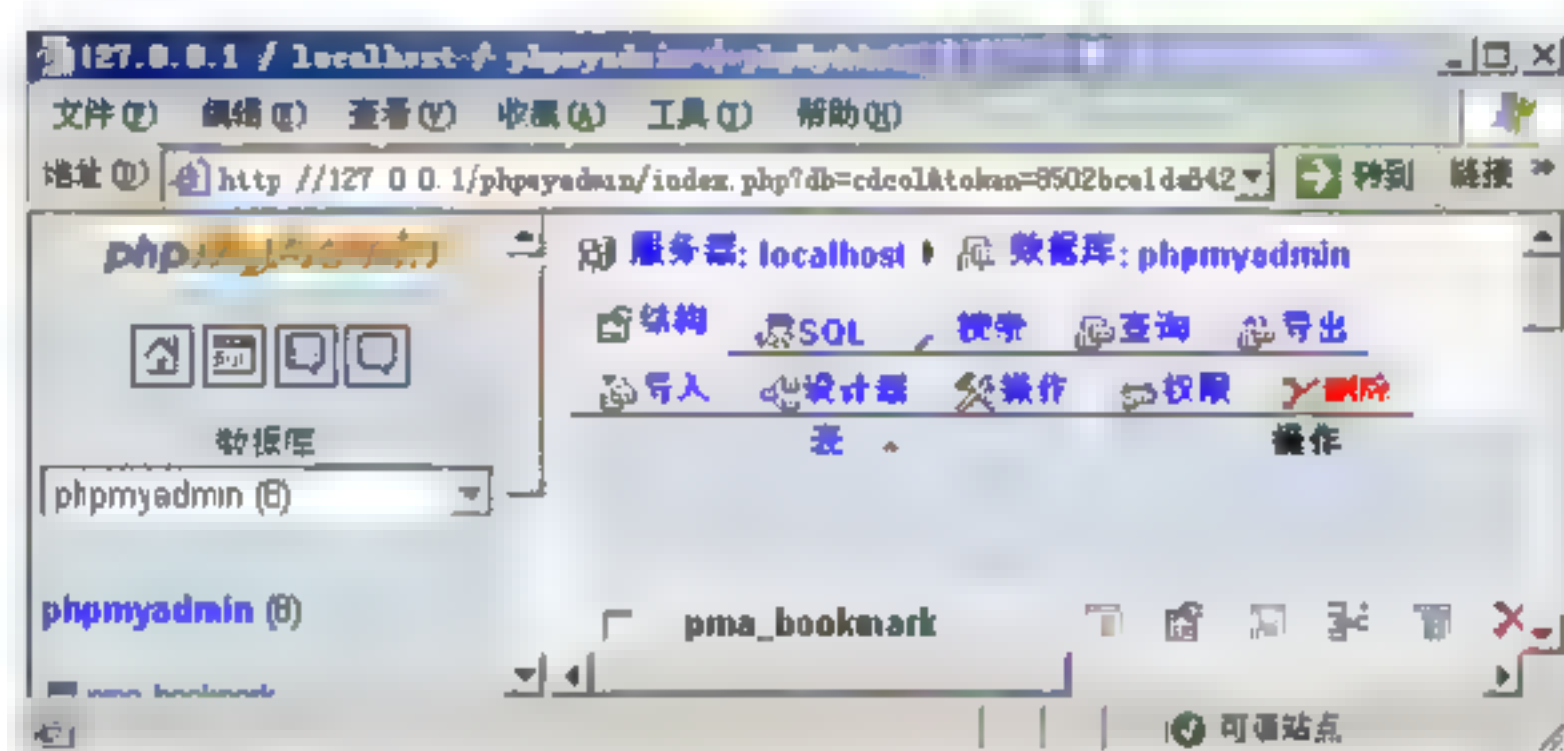 127.0.0.1 / localhost
文件(F) 编辑(E) 查看(V) 收藏(A) 工具(T) 帮助(H)
地址(D) http://127.0.0.1/phpmyadmin/index.php?db=cdcol&token= 转到 链接 »
php
服务器: localhost 数据库: phpmyadmin
结构 SQL 搜索 查询 导出
导入 设计器 操作 权限 删除
数据库
表 操作
phpmyadmin
phpmyadmin
pma_bookmark
pma_bookmark
可信站点